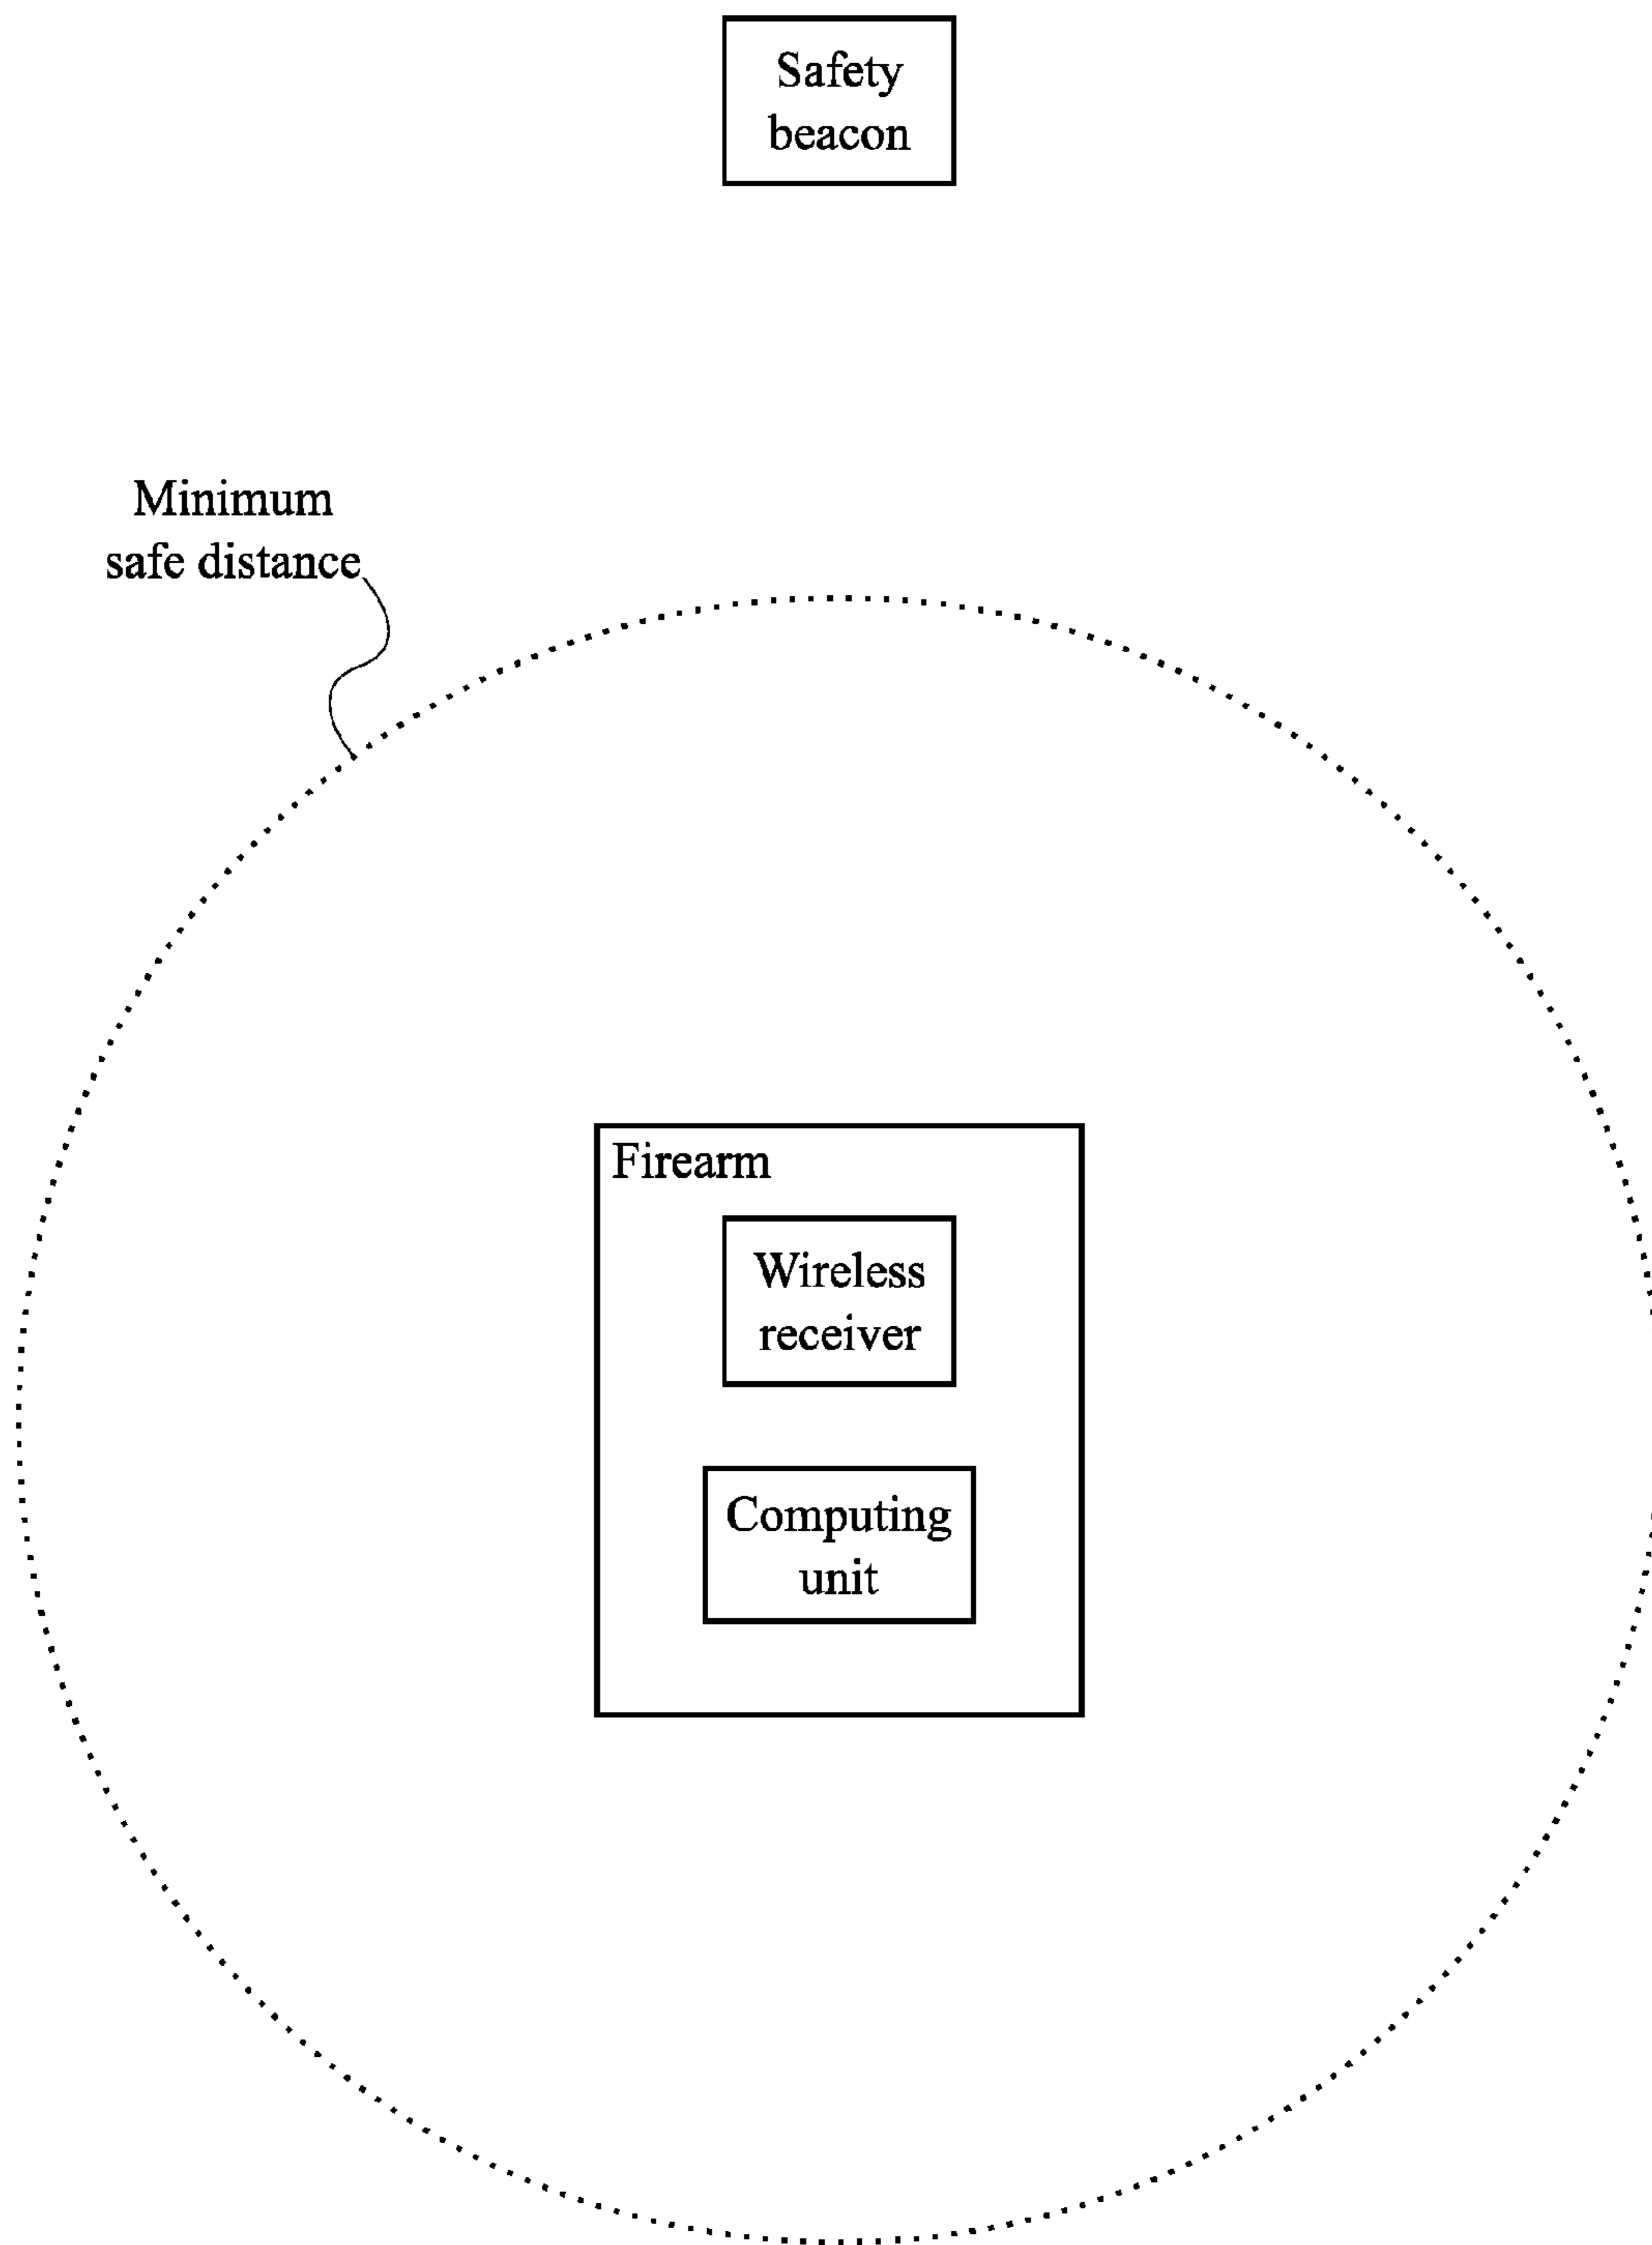 Safety
beacon
Minimum
safe distance
Firearm
Wireless
receiver
Computing
unit